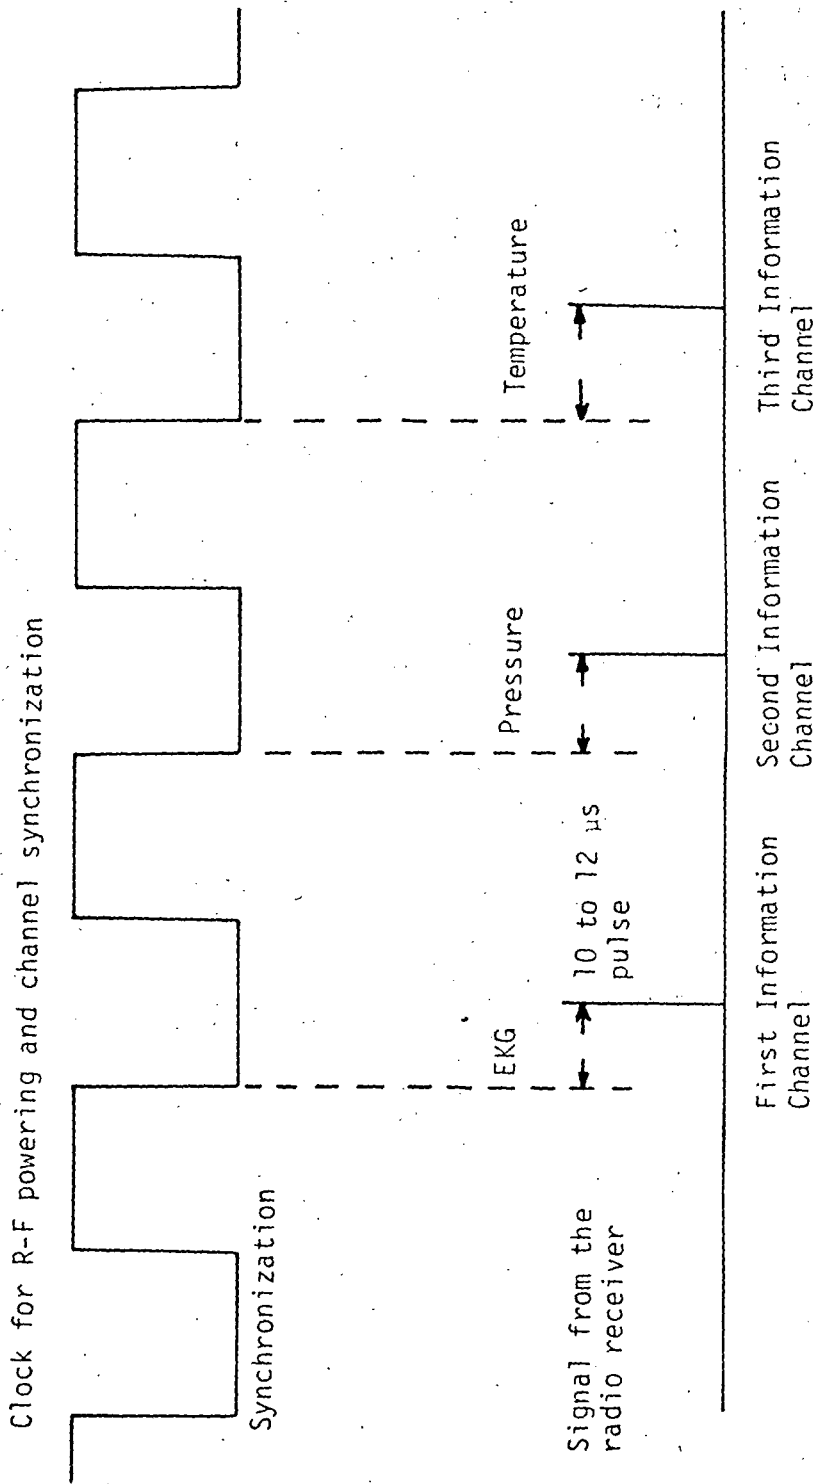 Clock for R-F powering and channel synchronization
Synchronization
EKG
Pressure
Temperature
Signal from the
radio receiver
10 to 12 µs
pulse
First Information
Channel
Second Information
Channel
Third Information
Channel